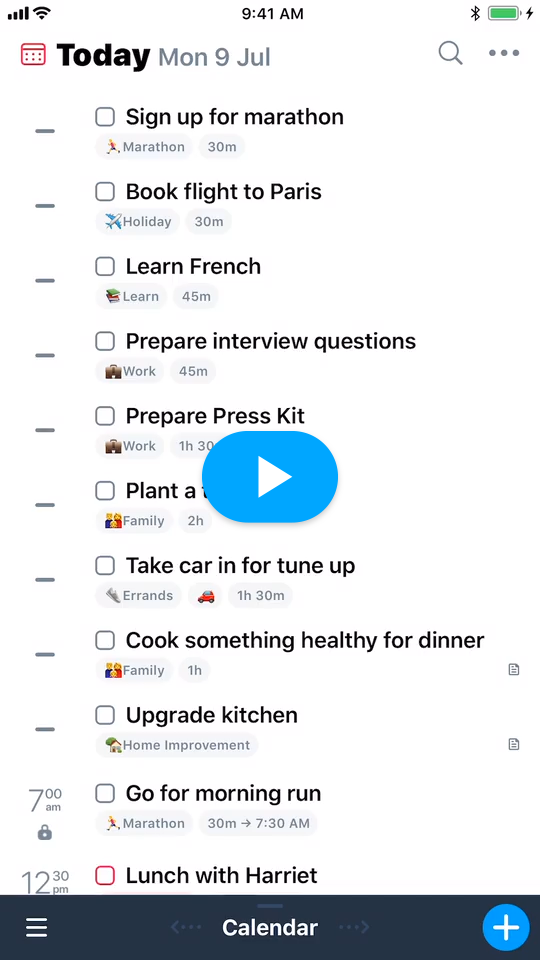 9:41 AM
Today Mon 9 Jul
Sign up for marathon
Marathon 30m
Book flight to Paris
Holiday 30m
Learn French
Learn 45m
Prepare interview questions
Work 45m
Prepare Press Kit
Work 1h 30
Plant a
Family 2h
Take car in for tune up
Errands 1h 30m
Cook something healthy for dinner
Family 1h
Upgrade kitchen
Home Improvement
7 00 am Go for morning run
Marathon 30m → 7:30 AM
12 30 pm Lunch with Harriet
Calendar